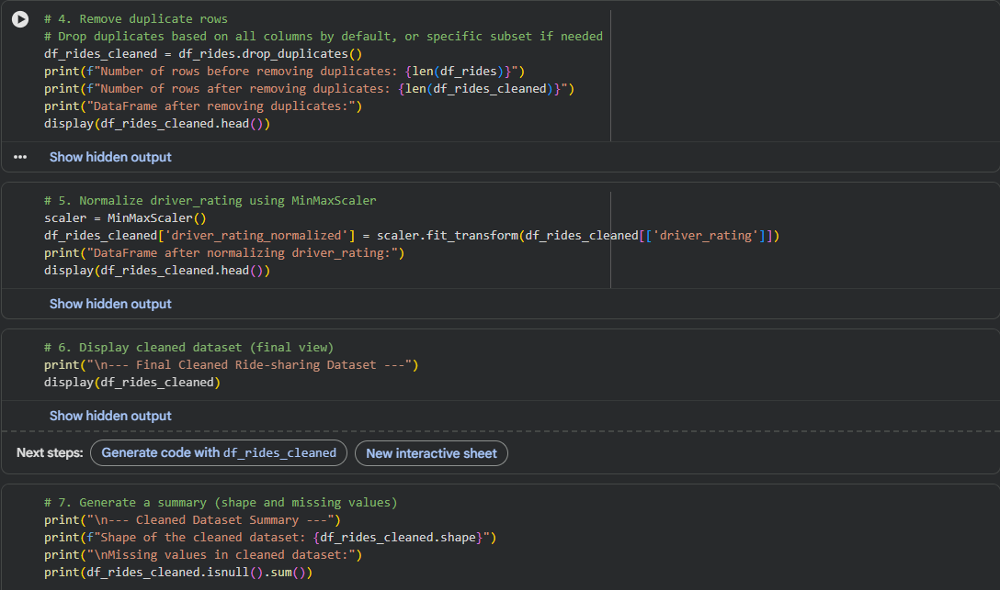 # 4. Remove duplicate rows
# Drop duplicates based on all columns by default, or specific subset if needed
df_rides_cleaned = df_rides.drop_duplicates()
print(f"Number of rows before removing duplicates: {len(df_rides)}")
print(f"Number of rows after removing duplicates: {len(df_rides_cleaned)}")
print("DataFrame after removing duplicates:")
display(df_rides_cleaned.head())
Show hidden output
# 5. Normalize driver_rating using MinMaxScaler
scaler = MinMaxScaler()
df_rides_cleaned['driver_rating_normalized'] = scaler.fit_transform(df_rides_cleaned[['driver_rating']])
print("DataFrame after normalizing driver_rating:")
display(df_rides_cleaned.head())
Show hidden output
# 6. Display cleaned dataset (final view)
print("\n--- Final Cleaned Ride-sharing Dataset ---")
display(df_rides_cleaned)
Show hidden output
Next steps: Generate code with df_rides_cleaned New interactive sheet
# 7. Generate a summary (shape and missing values)
print("\n--- Cleaned Dataset Summary ---")
print(f"Shape of the cleaned dataset: {df_rides_cleaned.shape}")
print("\nMissing values in cleaned dataset:")
print(df_rides_cleaned.isnull().sum())